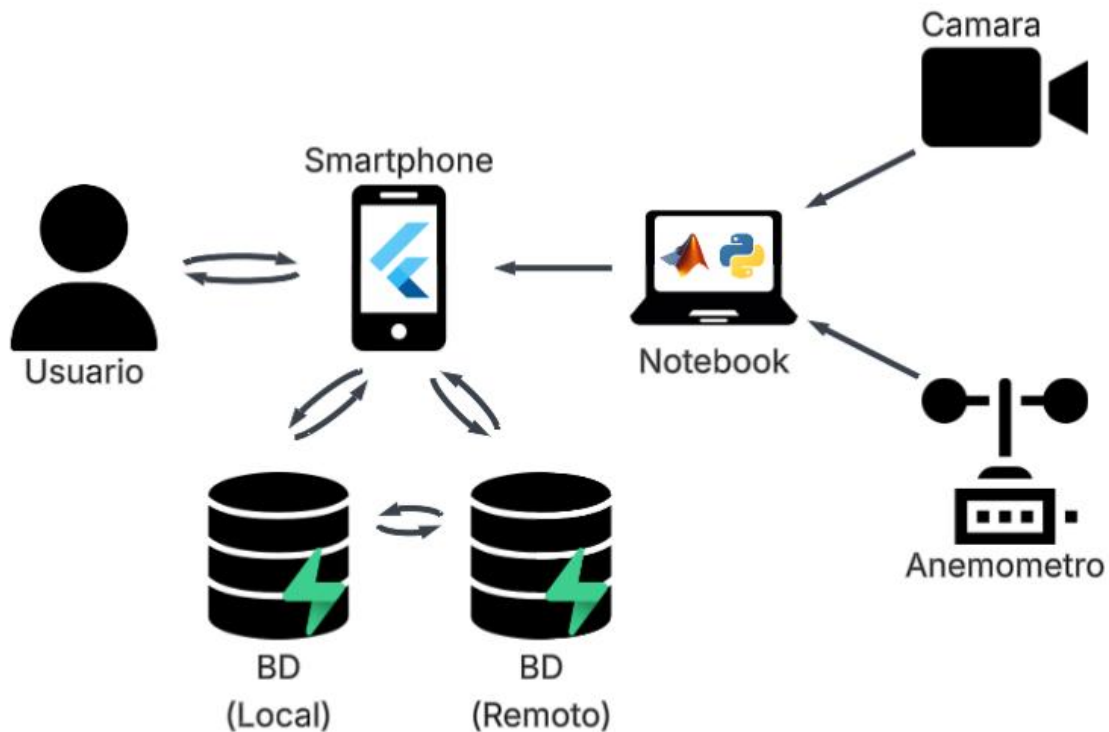 Camara
Smartphone
Usuario
Notebook
Anemometro
BD
(Local)
BD
(Remoto)